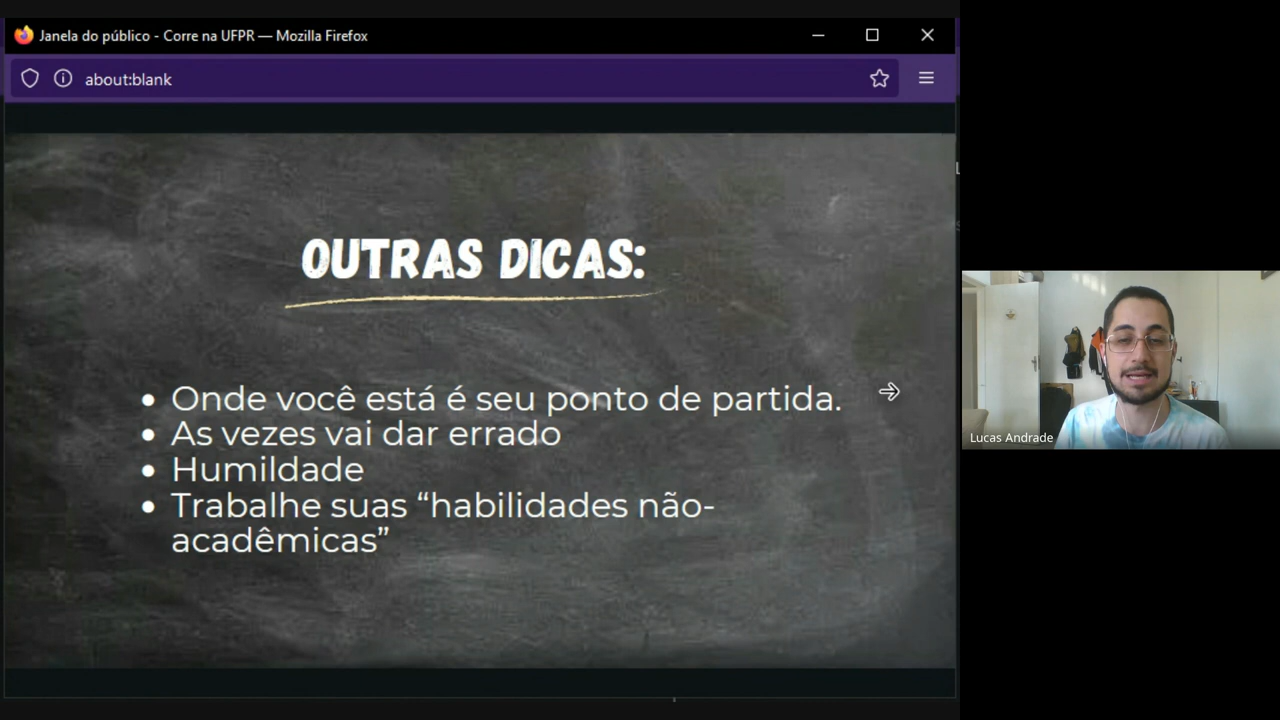 Janela do público - Corre na UFPR — Mozilla Firefox
about:blank
OUTRAS DICAS:
• Onde você está é seu ponto de partida.
• As vezes vai dar errado
• Humildade
• Trabalhe suas “habilidades não-
acadêmicas”
Lucas Andrade